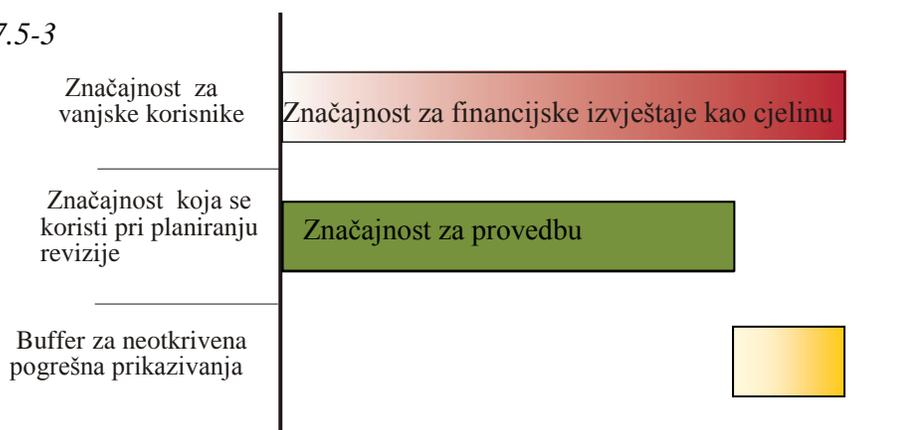 7.5-3
Značajnost za
vanjske korisnike
Značajnost za financijske izvještaje kao cjelinu
Značajnost koja se
koristi pri planiranju
revizije
Značajnost za provedbu
Buffer za neotkrivena
pogrešna prikazivanja